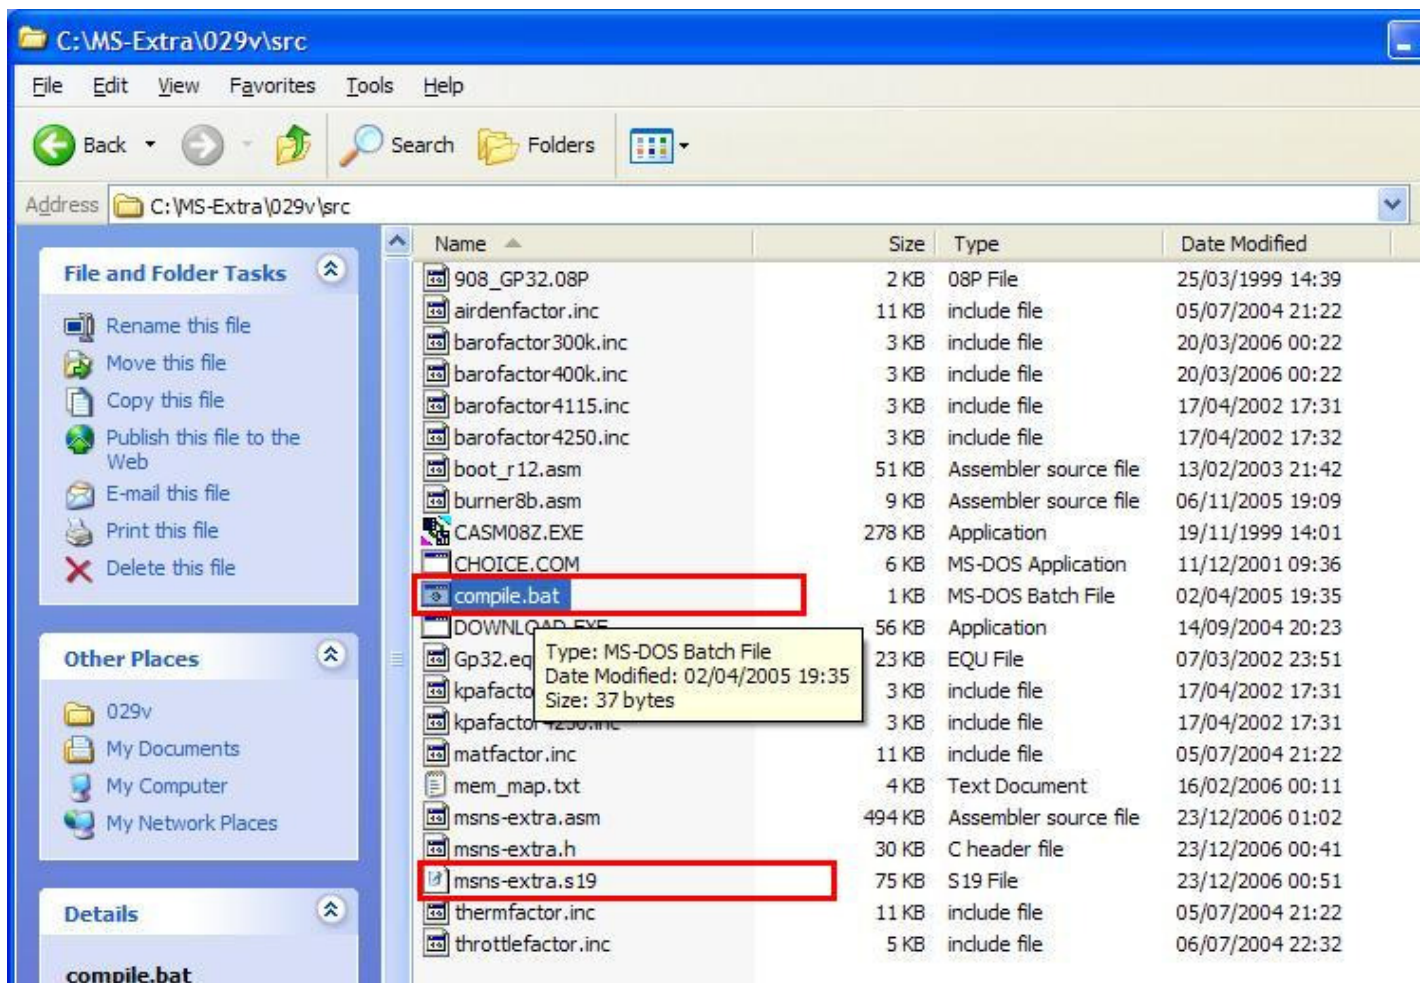 C:\MS-Extra\029v\src
File Edit View Favorites Tools Help
Back Search Folders
Address C:\MS-Extra\029v\src
File and Folder Tasks
Rename this file
Move this file
Copy this file
Publish this file to the
Web
E-mail this file
Print this file
Delete this file
Other Places
029v
My Documents
My Computer
My Network Places
Details
compile.bat
Name Size Type Date Modified
908_GP32.08P 2 KB 08P File 25/03/1999 14:39
airdenfactor.inc 11 KB include file 05/07/2004 21:22
barofactor300k.inc 3 KB include file 20/03/2006 00:22
barofactor400k.inc 3 KB include file 20/03/2006 00:22
barofactor4115.inc 3 KB include file 17/04/2002 17:31
barofactor4250.inc 3 KB include file 17/04/2002 17:32
boot_r12.asm 51 KB Assembler source file 13/02/2003 21:42
burner8b.asm 9 KB Assembler source file 06/11/2005 19:09
CASM08Z.EXE 278 KB Application 19/11/1999 14:01
CHOICE.COM 6 KB MS-DOS Application 11/12/2001 09:36
compile.bat 1 KB MS-DOS Batch File 02/04/2005 19:35
DOWNLOAD.EXE 56 KB Application 14/09/2004 20:23
Gp32.eq 23 KB EQU File 07/03/2002 23:51
kpafacto 3 KB include file 17/04/2002 17:31
kpafactor4250.inc 3 KB include file 17/04/2002 17:31
matfactor.inc 11 KB include file 05/07/2004 21:22
mem_map.txt 4 KB Text Document 16/02/2006 00:11
msns-extra.asm 494 KB Assembler source file 23/12/2006 01:02
msns-extra.h 30 KB C header file 23/12/2006 00:41
msns-extra.s19 75 KB S19 File 23/12/2006 00:51
thermfactor.inc 11 KB include file 05/07/2004 21:22
throttlefactor.inc 5 KB include file 06/07/2004 22:32
Type: MS-DOS Batch File
Date Modified: 02/04/2005 19:35
Size: 37 bytes